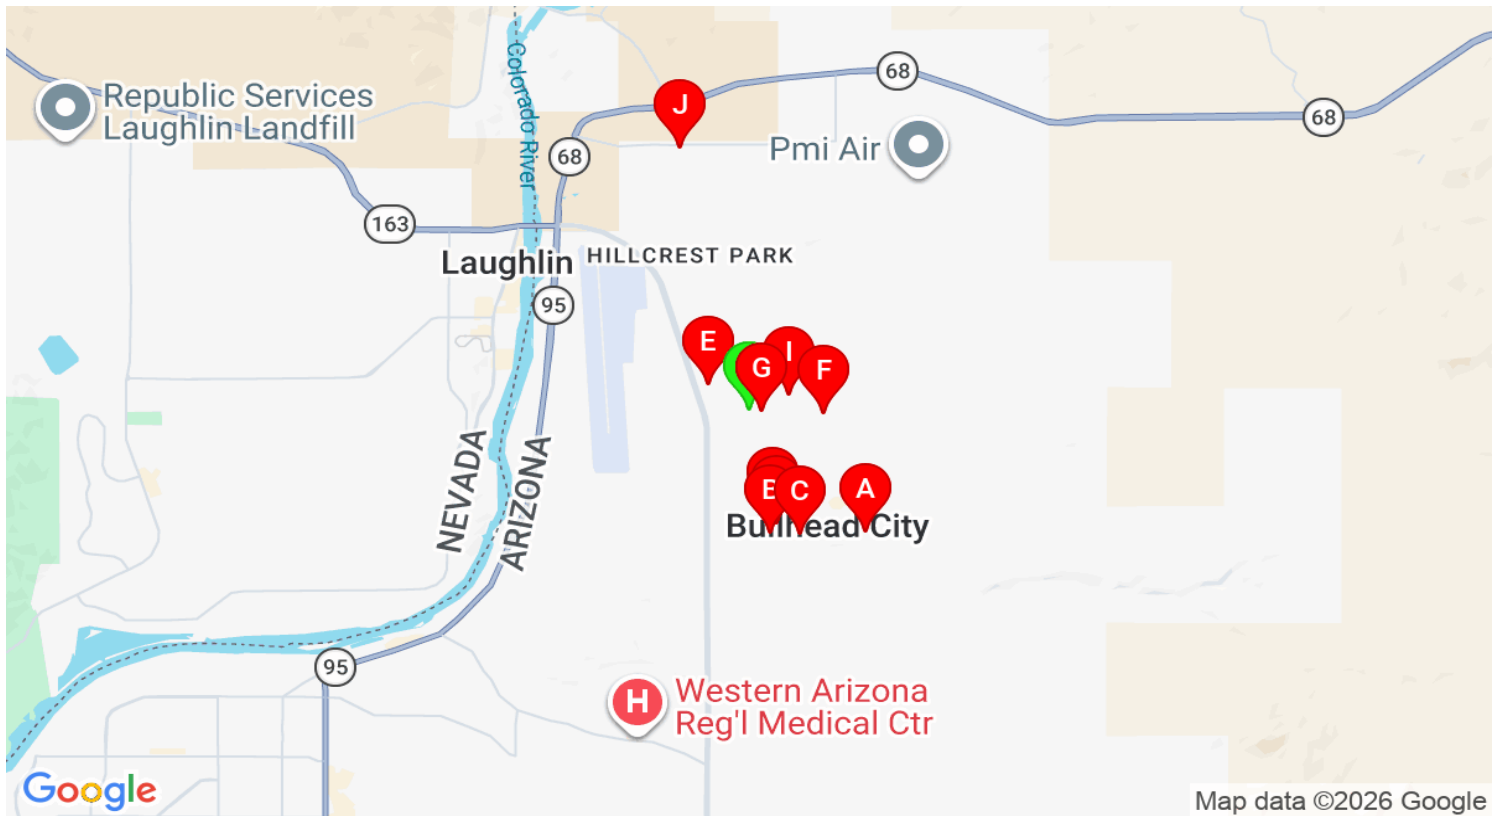 68
J
68
Republic Services
Laughlin Landfill
Colorado River
68
Pmi Air
163
Laughlin
HILLCREST PARK
95
E
I
G
F
NEVADA
ARIZONA
B
C
A
Bullhead City
95
H
Western Arizona
Reg'l Medical Ctr
Google
Map data ©2026 Google